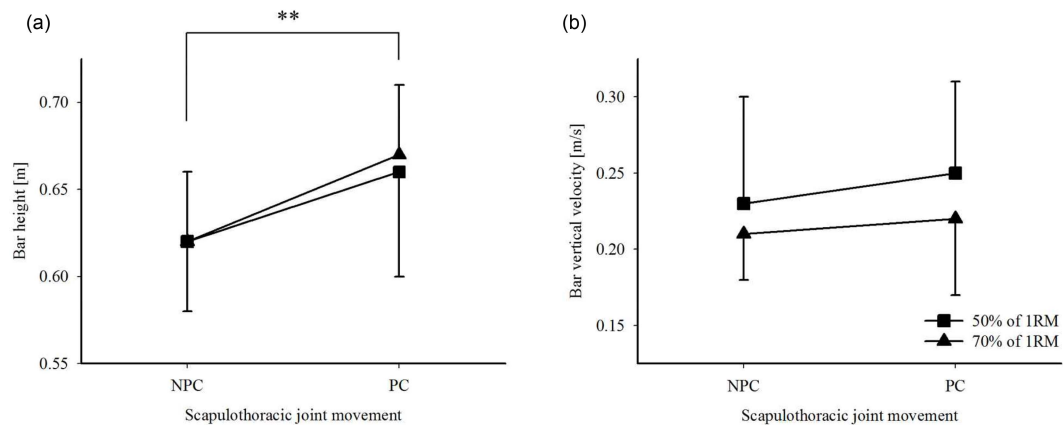 (a)
**
Bar height [m]
0.70
0.65
0.60
0.55
NPC PC
Scapulothoracic joint movement
(b)
Bar vertical velocity [m/s]
0.30
0.25
0.20
0.15
50% of 1RM
70% of 1RM
NPC PC
Scapulothoracic joint movement